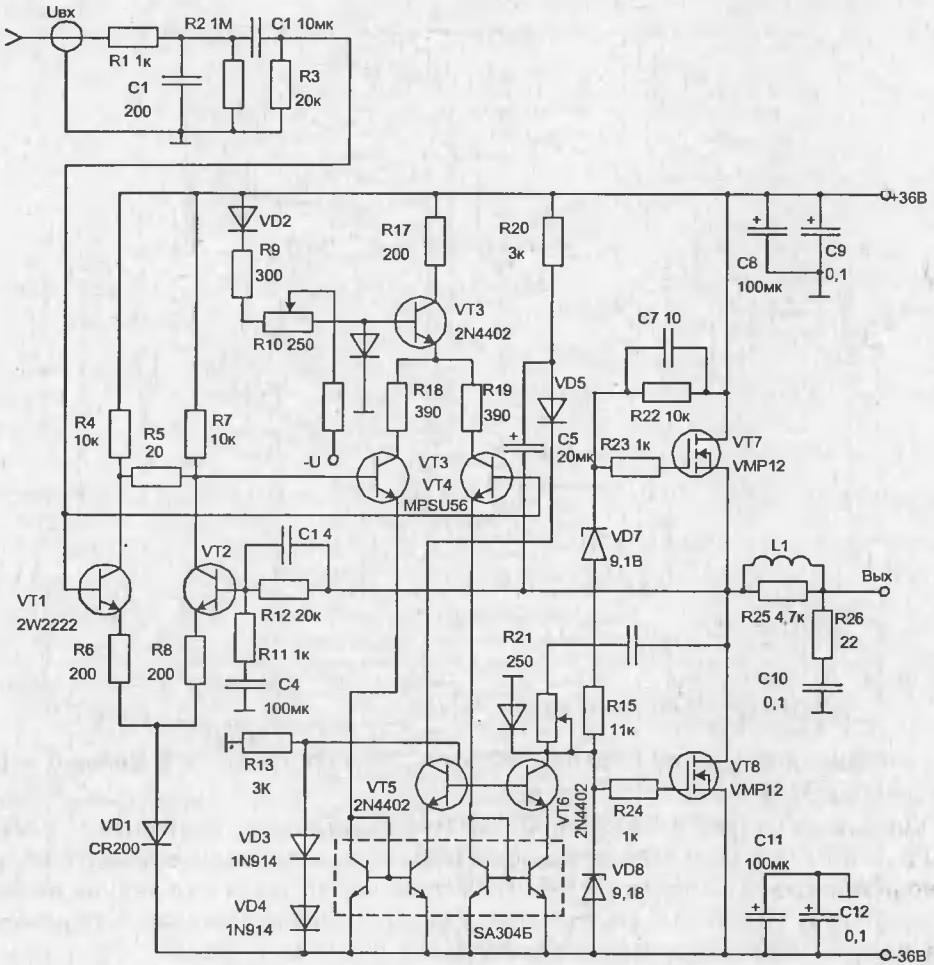 Uвх
R2 1М
C1 10мк
R1 1к
C1
200
R3
20к
+36В
VD2
R9
300
R10 250
R17
200
R20
3к
VT3
2N4402
C8
100мк
C9
0,1
C7 10
R22 10к
R18
390
R19
390
VD5
C5
20мк
R4
10к
R5
20
R7
10к
-U
VT3
VT4
MPSU56
R23 1к
VT7
VMP12
VD7
9,1В
C1 4
VT2
R12 20к
L1
Вых
R25 4,7к
R26
22
VT1
2W2222
R6
200
R8
200
R11 1к
C4
100мк
R21
250
R15
11к
C10
0,1
R13
3К
VT5
2N4402
VT6
2N4402
R24
1к
VT8
VMP12
VD1
CR200
VD3
1N914
VD4
1N914
VD8
9,18
SA304Б
C11
100мк
C12
0,1
-36В